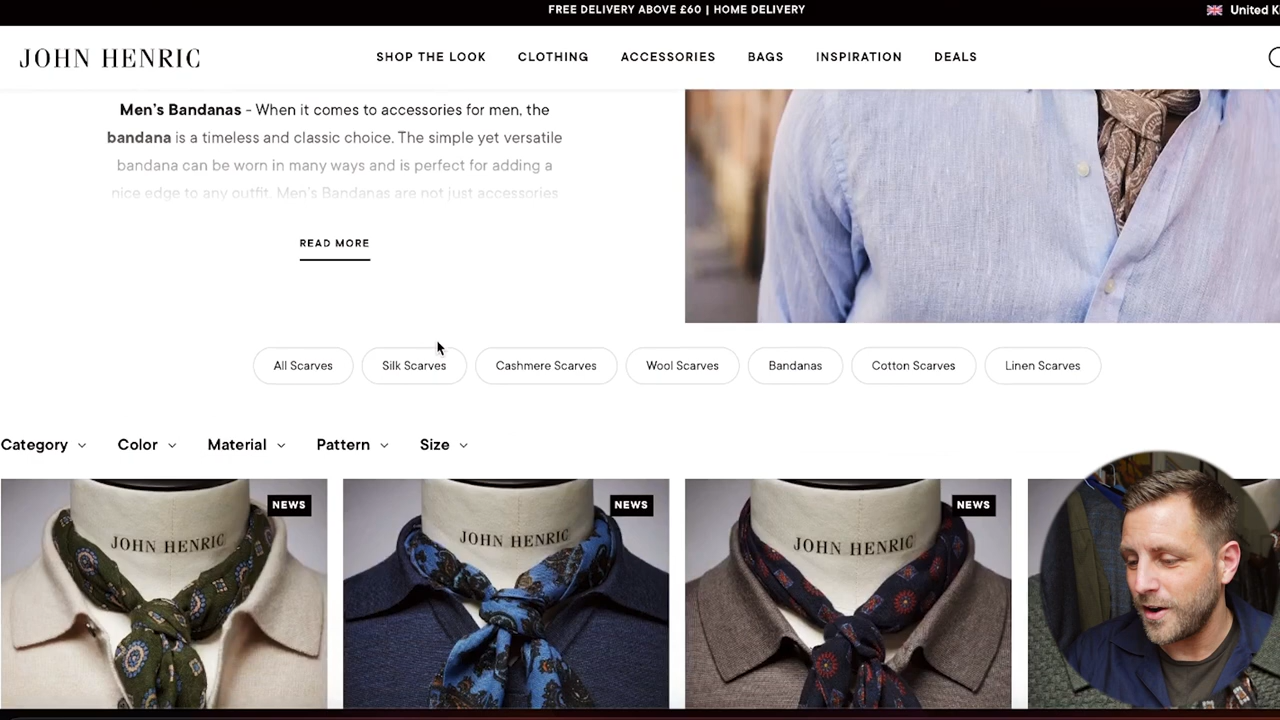 FREE DELIVERY ABOVE £60 | HOME DELIVERY
United K
JOHN HENRIC
SHOP THE LOOK CLOTHING ACCESSORIES BAGS INSPIRATION DEALS
Men's Bandanas - When it comes to accessories for men, the
bandana is a timeless and classic choice. The simple yet versatile
bandana can be worn in many ways and is perfect for adding a
nice edge to any outfit. Men's Bandanas are not just accessories
READ MORE
All Scarves Silk Scarves Cashmere Scarves Wool Scarves Bandanas Cotton Scarves Linen Scarves
Category Color Material Pattern Size
NEWS NEWS NEWS
JOHN HENRIC JOHN HENRIC JOHN HENRIC